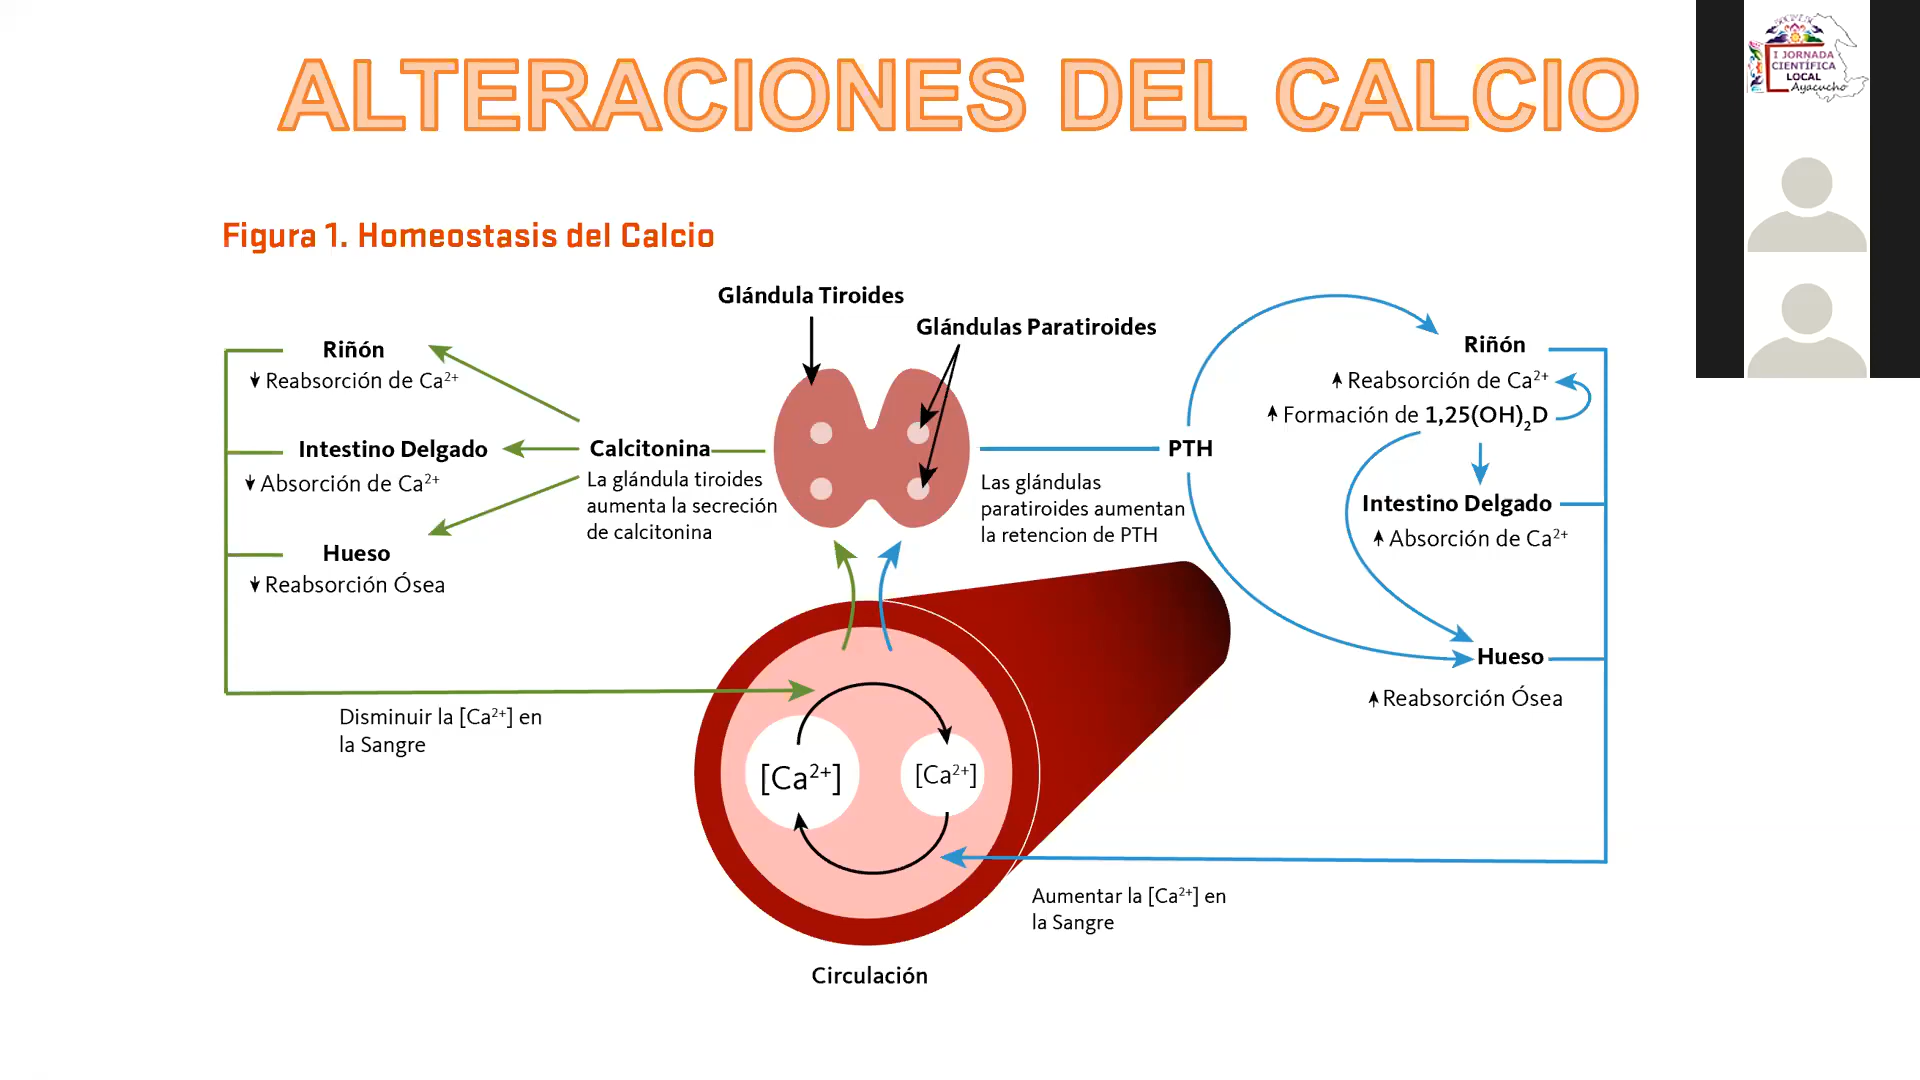 ALTERACIONES DEL CALCIO
I JORNADA
CIENTÍFICA
LOCAL
Ayacucho
Figura 1. Homeostasis del Calcio
Glándula Tiroides
Glándulas Paratiroides
Riñón
↓ Reabsorción de Ca²⁺
Intestino Delgado
↓ Absorción de Ca²⁺
Hueso
↓ Reabsorción Ósea
Calcitonina
La glándula tiroides
aumenta la secreción
de calcitonina
PTH
Las glándulas
paratiroides aumentan
la retencion de PTH
Riñón
↑ Reabsorción de Ca²⁺
↑ Formación de 1,25(OH)₂D
Intestino Delgado
↑ Absorción de Ca²⁺
Hueso
↑ Reabsorción Ósea
Disminuir la [Ca²⁺] en
la Sangre
[Ca²⁺]
[Ca²⁺]
Aumentar la [Ca²⁺] en
la Sangre
Circulación